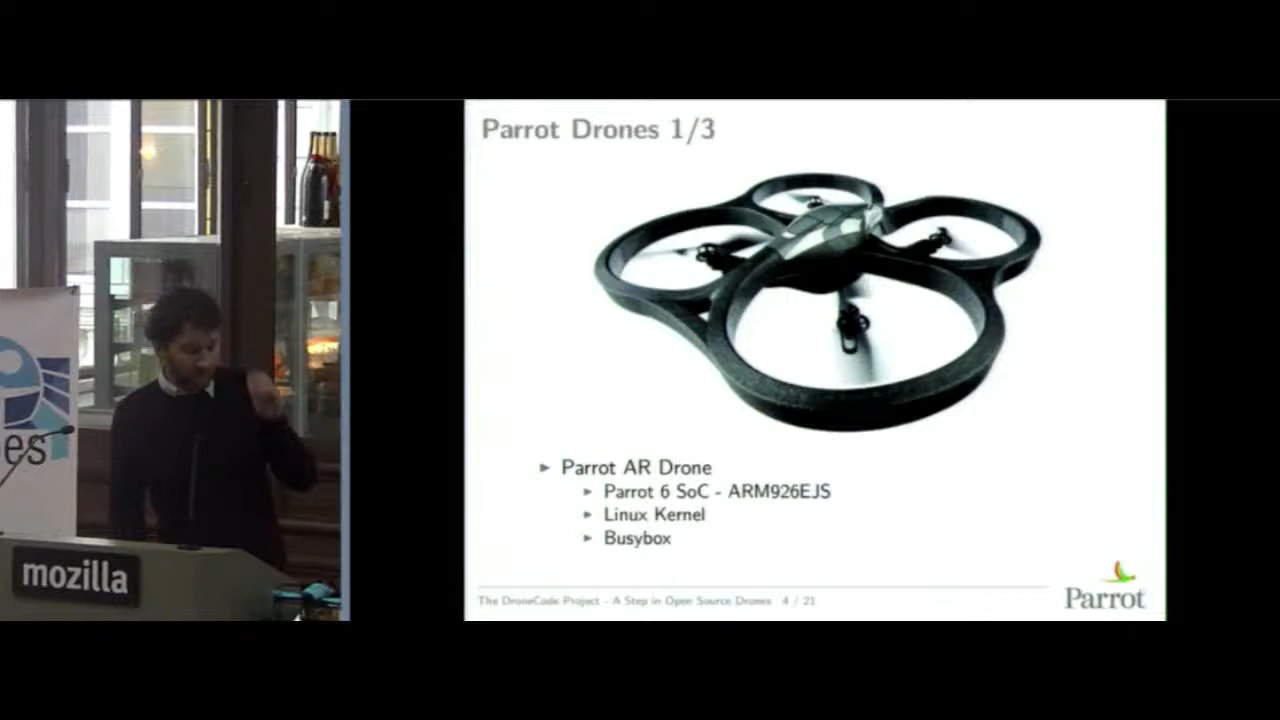 Parrot Drones 1/3
Parrot AR Drone
Parrot 6 SoC - ARM926EJS
Linux Kernel
Busybox
The DroneCode Project - A Step in Open Source Drones 4 / 21
Parrot
es
mozilla